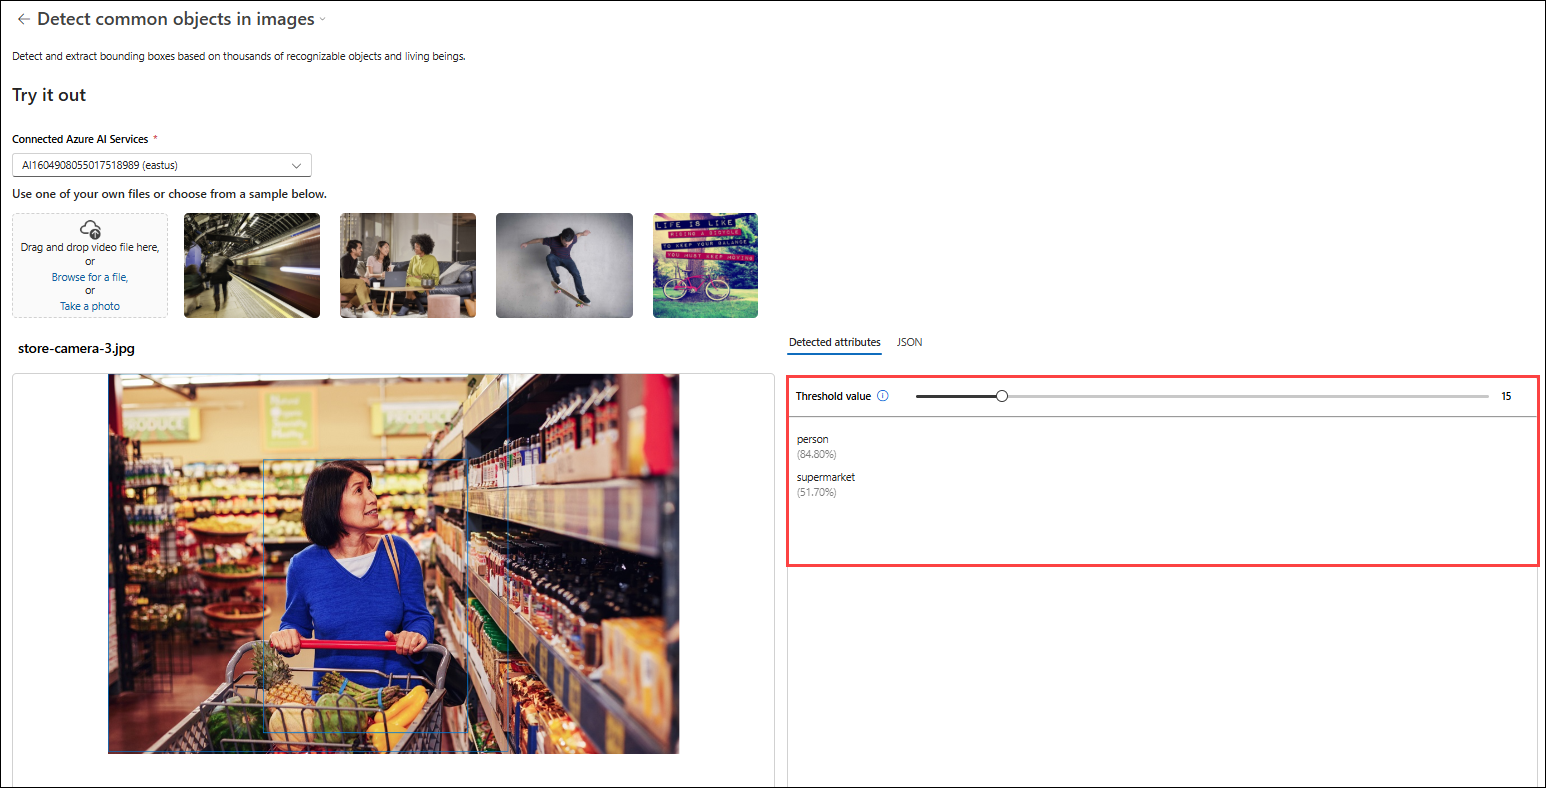 Detect common objects in images
Detect and extract bounding boxes based on thousands of recognizable objects and living beings.
Try it out
Connected Azure AI Services *
AI1604908055017518989 (eastus)
Use one of your own files or choose from a sample below.
Drag and drop video file here,
or
Browse for a file,
or
Take a photo
LIFE IS LIKE
RIDING A BICYCLE
TO KEEP YOUR BALANCE
YOU MUST KEEP MOVING
store-camera-3.jpg
PRODUCE
PRODUCE
Detected attributes
JSON
Threshold value
15
person
(84.80%)
supermarket
(51.70%)